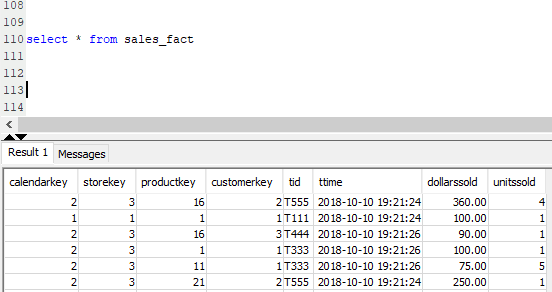 108
109
110 select * from sales_fact
111
112
113
114
Result 1 Messages
calendarkey storekey productkey customerkey tid ttime dollarssold unitssold
2 3 16 2 T555 2018-10-10 19:21:24 360.00 4
1 1 1 1 T111 2018-10-10 19:21:24 100.00 1
2 3 16 3 T444 2018-10-10 19:21:26 90.00 1
2 3 1 1 T333 2018-10-10 19:21:26 100.00 1
2 3 11 1 T333 2018-10-10 19:21:26 75.00 5
2 3 21 2 T555 2018-10-10 19:21:24 250.00 1